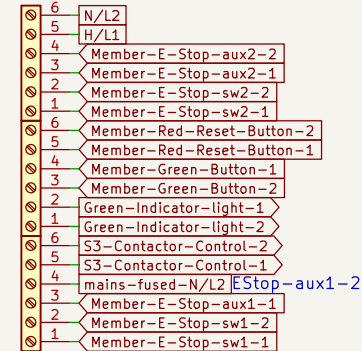 6 N/L2
5 H/L1
4 Member-E-Stop-aux2-2
3 Member-E-Stop-aux2-1
2 Member-E-Stop-sw2-2
1 Member-E-Stop-sw2-1
6 Member-Red-Reset-Button-2
5 Member-Red-Reset-Button-1
4 Member-Green-Button-1
3 Member-Green-Button-2
2 Green-Indicator-light-1
1 Green-Indicator-light-2
6 S3-Contactor-Control-2
5 S3-Contactor-Control-1
4 mains-fused-N/L2 EStop-aux1-2
3 Member-E-Stop-aux1-1
2 Member-E-Stop-sw1-2
1 Member-E-Stop-sw1-1